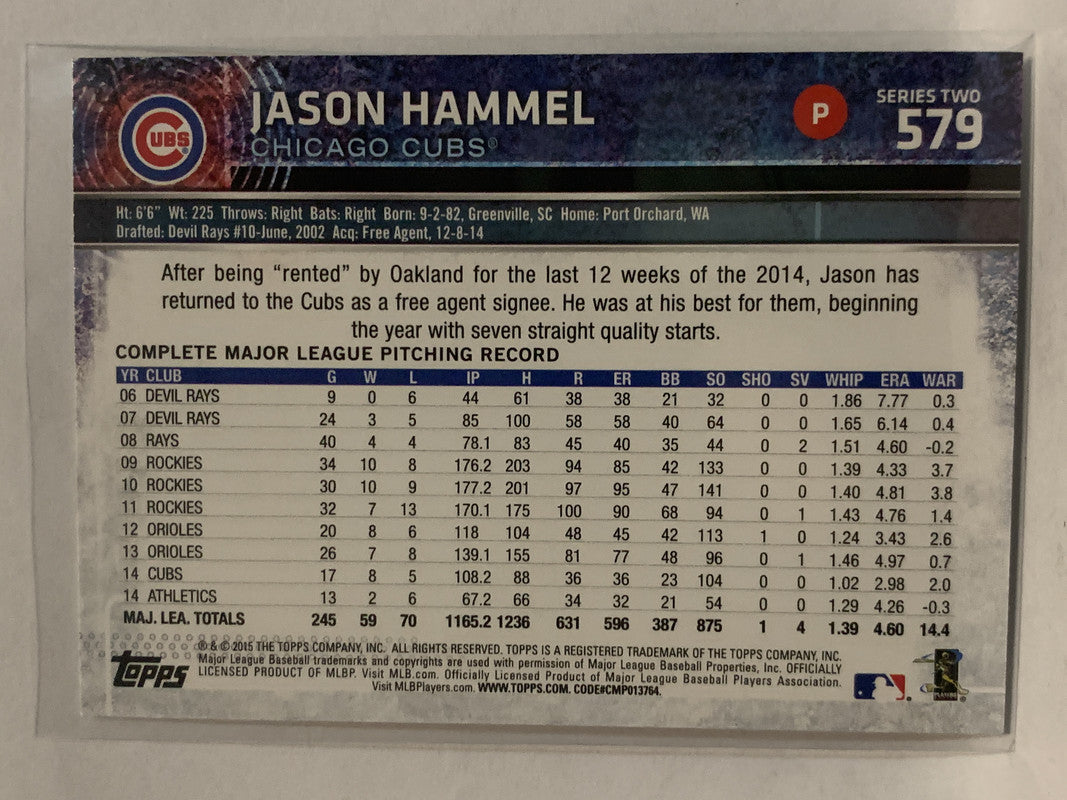 CUBS
JASON HAMMEL
CHICAGO CUBS®
P
SERIES TWO
579
Ht: 6'6" Wt: 225 Throws: Right Bats: Right Born: 9-2-82, Greenville, SC Home: Port Orchard, WA
Drafted: Devil Rays #10-June, 2002 Acq: Free Agent, 12-8-14
After being “rented” by Oakland for the last 12 weeks of the 2014, Jason has
returned to the Cubs as a free agent signee. He was at his best for them, beginning
the year with seven straight quality starts.
COMPLETE MAJOR LEAGUE PITCHING RECORD
YR CLUB G W L IP H R ER BB SO SHO SV WHIP ERA WAR
06 DEVIL RAYS 9 0 6 44 61 38 38 21 32 0 0 1.86 7.77 0.3
07 DEVIL RAYS 24 3 5 85 100 58 58 40 64 0 0 1.65 6.14 0.4
08 RAYS 40 4 4 78.1 83 45 40 35 44 0 2 1.51 4.60 -0.2
09 ROCKIES 34 10 8 176.2 203 94 85 42 133 0 0 1.39 4.33 3.7
10 ROCKIES 30 10 9 177.2 201 97 95 47 141 0 0 1.40 4.81 3.8
11 ROCKIES 32 7 13 170.1 175 100 90 68 94 0 1 1.43 4.76 1.4
12 ORIOLES 20 8 6 118 104 48 45 42 113 1 0 1.24 3.43 2.6
13 ORIOLES 26 7 8 139.1 155 81 77 48 96 0 1 1.46 4.97 0.7
14 CUBS 17 8 5 108.2 88 36 36 23 104 0 0 1.02 2.98 2.0
14 ATHLETICS 13 2 6 67.2 66 34 32 21 54 0 0 1.29 4.26 -0.3
MAJ. LEA. TOTALS 245 59 70 1165.2 1236 631 596 387 875 1 4 1.39 4.60 14.4
® & © 2015 THE TOPPS COMPANY, INC. ALL RIGHTS RESERVED. TOPPS IS A REGISTERED TRADEMARK OF THE TOPPS COMPANY, INC.
Major League Baseball trademarks and copyrights are used with permission of Major League Baseball Properties, Inc. OFFICIALLY
LICENSED PRODUCT OF MLBP. Visit MLB.com. Officially Licensed Product of Major League Baseball Players Association.
Visit MLBPlayers.com. WWW.TOPPS.COM. CODE#CMP013764.
Topps
PLAYERS